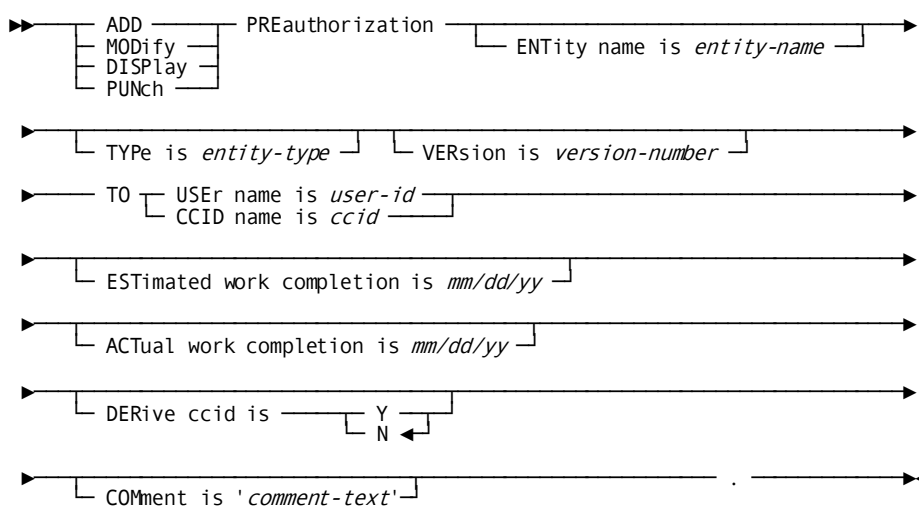 ADD PREauthorization
MODify ENTity name is entity-name
DISPlay
PUNch
TYPe is entity-type VERsion is version-number
TO USEr name is user-id
CCID name is ccid
ESTimated work completion is mm/dd/yy
ACTual work completion is mm/dd/yy
DERive ccid is Y
N
.
COMment is 'comment-text'